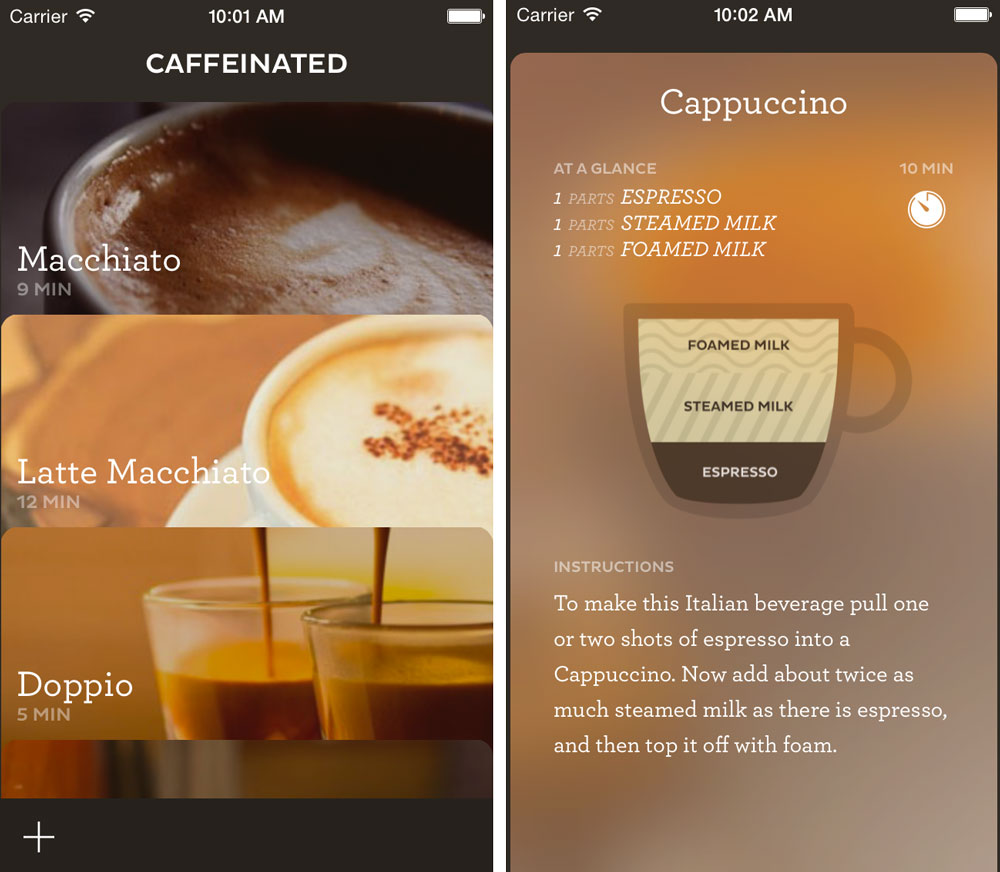 Carrier 10:01 AM
CAFFEINATED
Macchiato
9 MIN
Latte Macchiato
12 MIN
Doppio
5 MIN
Carrier 10:02 AM
Cappuccino
AT A GLANCE
10 MIN
1 PARTS ESPRESSO
1 PARTS STEAMED MILK
1 PARTS FOAMED MILK
FOAMED MILK
STEAMED MILK
ESPRESSO
INSTRUCTIONS
To make this Italian beverage pull one
or two shots of espresso into a
Cappuccino. Now add about twice as
much steamed milk as there is espresso,
and then top it off with foam.